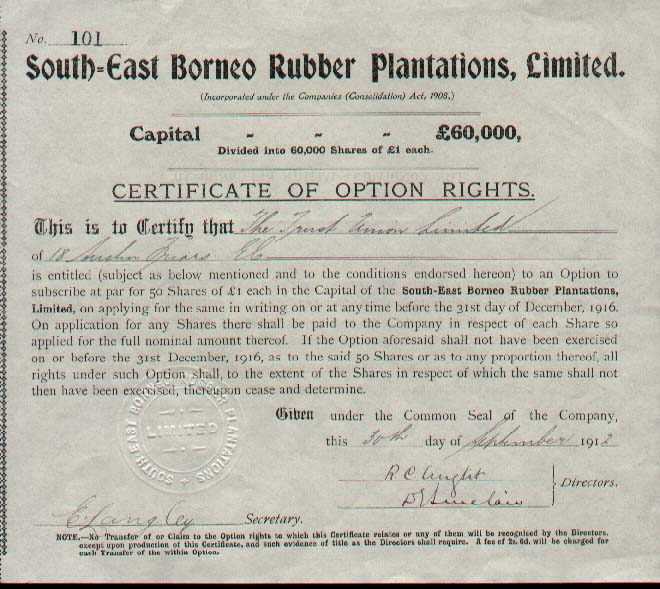 No. 101
South-East Borneo Rubber Plantations, Limited.
(Incorporated under the Companies (Consolidation) Act, 1908.)
Capital - - - £60,000,
Divided into 60,000 Shares of £1 each.
CERTIFICATE OF OPTION RIGHTS.
This is to Certify that The Trust Union Limited
of 18 Austin Friars EC
is entitled (subject as below mentioned and to the conditions endorsed hereon) to an Option to
subscribe at par for 50 Shares of £1 each in the Capital of the South-East Borneo Rubber Plantations,
Limited, on applying for the same in writing on or at any time before the 31st day of December, 1916.
On application for any Shares there shall be paid to the Company in respect of each Share so
applied for the full nominal amount thereof. If the Option aforesaid shall not have been exercised
on or before the 31st December, 1916, as to the said 50 Shares or as to any proportion thereof, all
rights under such Option shall, to the extent of the Shares in respect of which the same shall not
then have been exercised, thereupon cease and determine.
Given under the Common Seal of the Company,
this 30th day of September 1912
SOUTH EAST BORNEO RUBBER PLANTATIONS
LIMITED
R.C. Wright
D Sinclair
Directors.
E Langley Secretary.
NOTE.—No Transfer of or Claim to the Option rights to which this Certificate relates or any of them will be recognised by the Directors,
except upon production of this Certificate, and such evidence of title as the Directors shall require. A fee of 2s. 6d. will be charged for
each Transfer of the within Option.